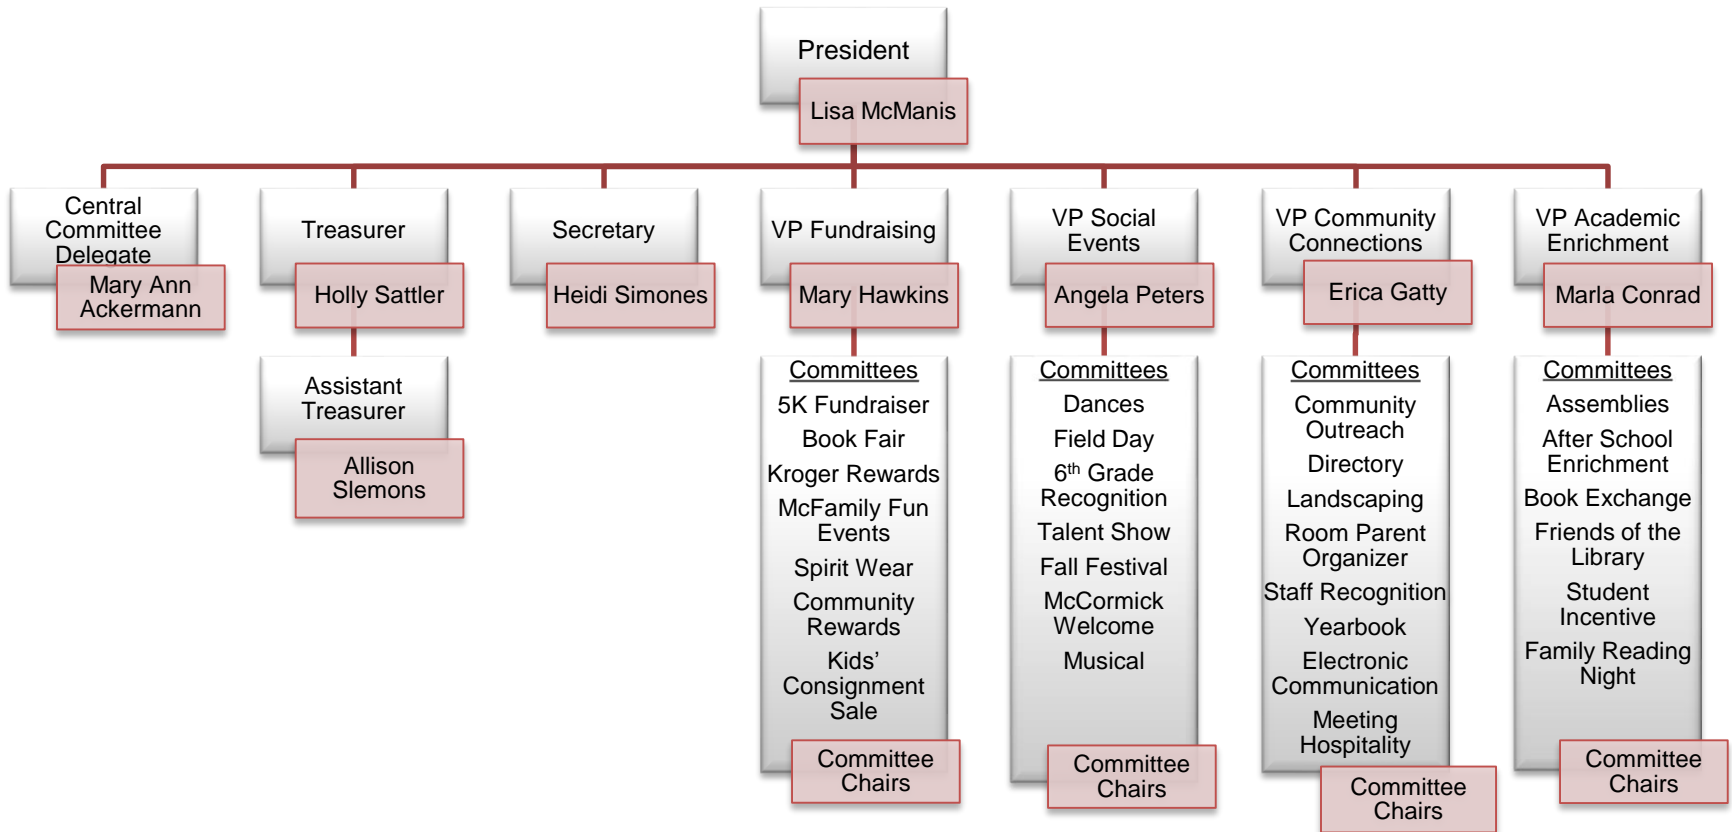 President
Lisa McManis
Central
Committee
Delegate
Mary Ann
Ackermann
Treasurer
Holly Sattler
Secretary
Heidi Simones
VP Fundraising
Mary Hawkins
VP Social
Events
Angela Peters
VP Community
Connections
Erica Gatty
VP Academic
Enrichment
Marla Conrad
Assistant
Treasurer
Allison
Slemons
Committees
5K Fundraiser
Book Fair
Kroger Rewards
McFamily Fun
Events
Spirit Wear
Community
Rewards
Kids’
Consignment
Sale
Committee
Chairs
Committees
Dances
Field Day
6th Grade
Recognition
Talent Show
Fall Festival
McCormick
Welcome
Musical
Committee
Chairs
Committees
Community
Outreach
Directory
Landscaping
Room Parent
Organizer
Staff Recognition
Yearbook
Electronic
Communication
Meeting
Hospitality
Committee
Chairs
Committees
Assemblies
After School
Enrichment
Book Exchange
Friends of the
Library
Student
Incentive
Family Reading
Night
Committee
Chairs